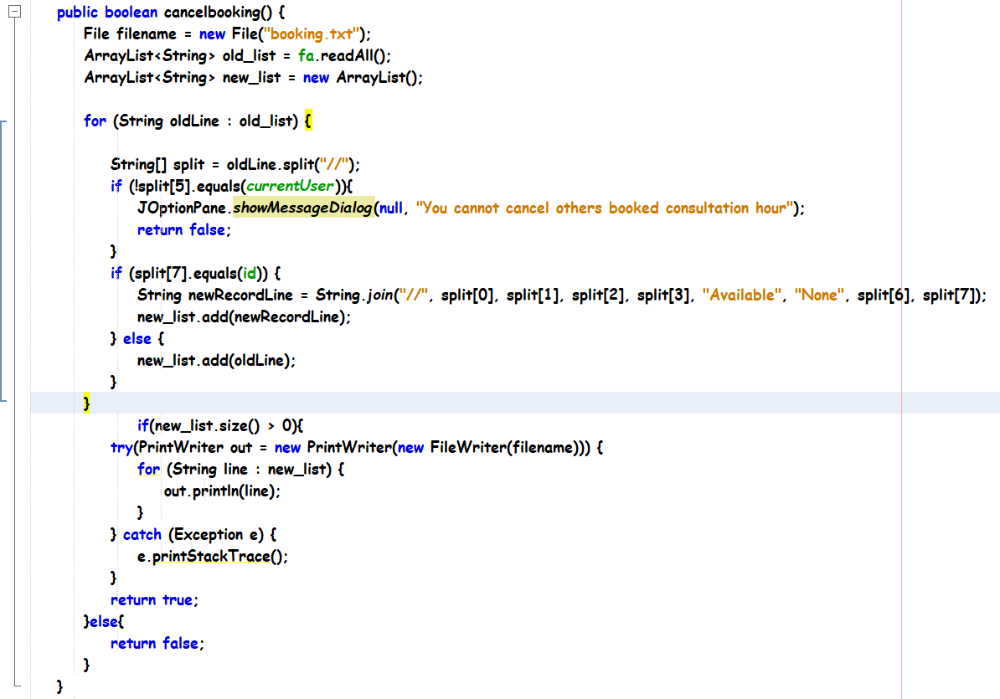 public boolean cancelbooking() {
File filename = new File("booking.txt");
ArrayList<String> old_list = fa.readAll();
ArrayList<String> new_list = new ArrayList();
for (String oldLine : old_list) {
String[] split = oldLine.split("//");
if (!split[5].equals(currentUser)){
JOptionPane.showMessageDialog(null, "You cannot cancel others booked consultation hour");
return false;
}
if (split[7].equals(id)) {
String newRecordLine = String.join("//", split[0], split[1], split[2], split[3], "Available", "None", split[6], split[7]);
new_list.add(newRecordLine);
} else {
new_list.add(oldLine);
}
}
if(new_list.size() > 0){
try(PrintWriter out = new PrintWriter(new FileWriter(filename))) {
for (String line : new_list) {
out.println(line);
}
} catch (Exception e) {
e.printStackTrace();
}
return true;
}else{
return false;
}
}